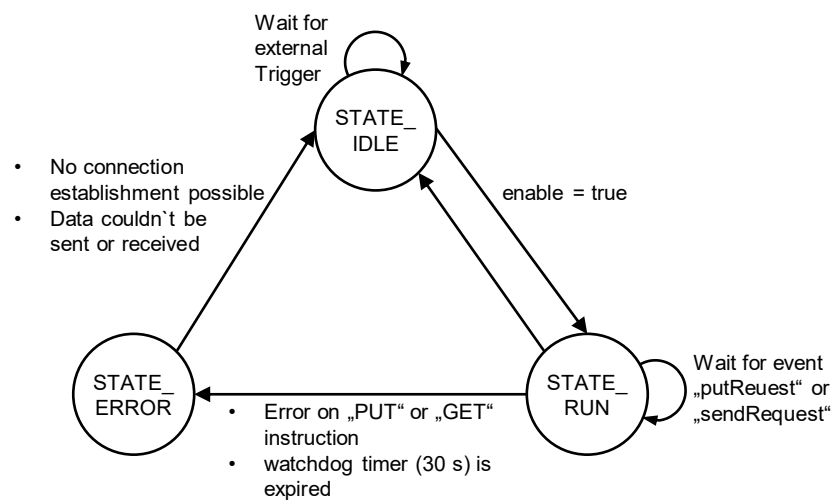 Wait for
external
Trigger
STATE_
IDLE
• No connection
establishment possible
• Data couldn`t be
sent or received
enable = true
STATE_
ERROR
STATE_
RUN
Wait for event
„putReuest“ or
„sendRequest“
• Error on „PUT“ or „GET“
instruction
• watchdog timer (30 s) is
expired